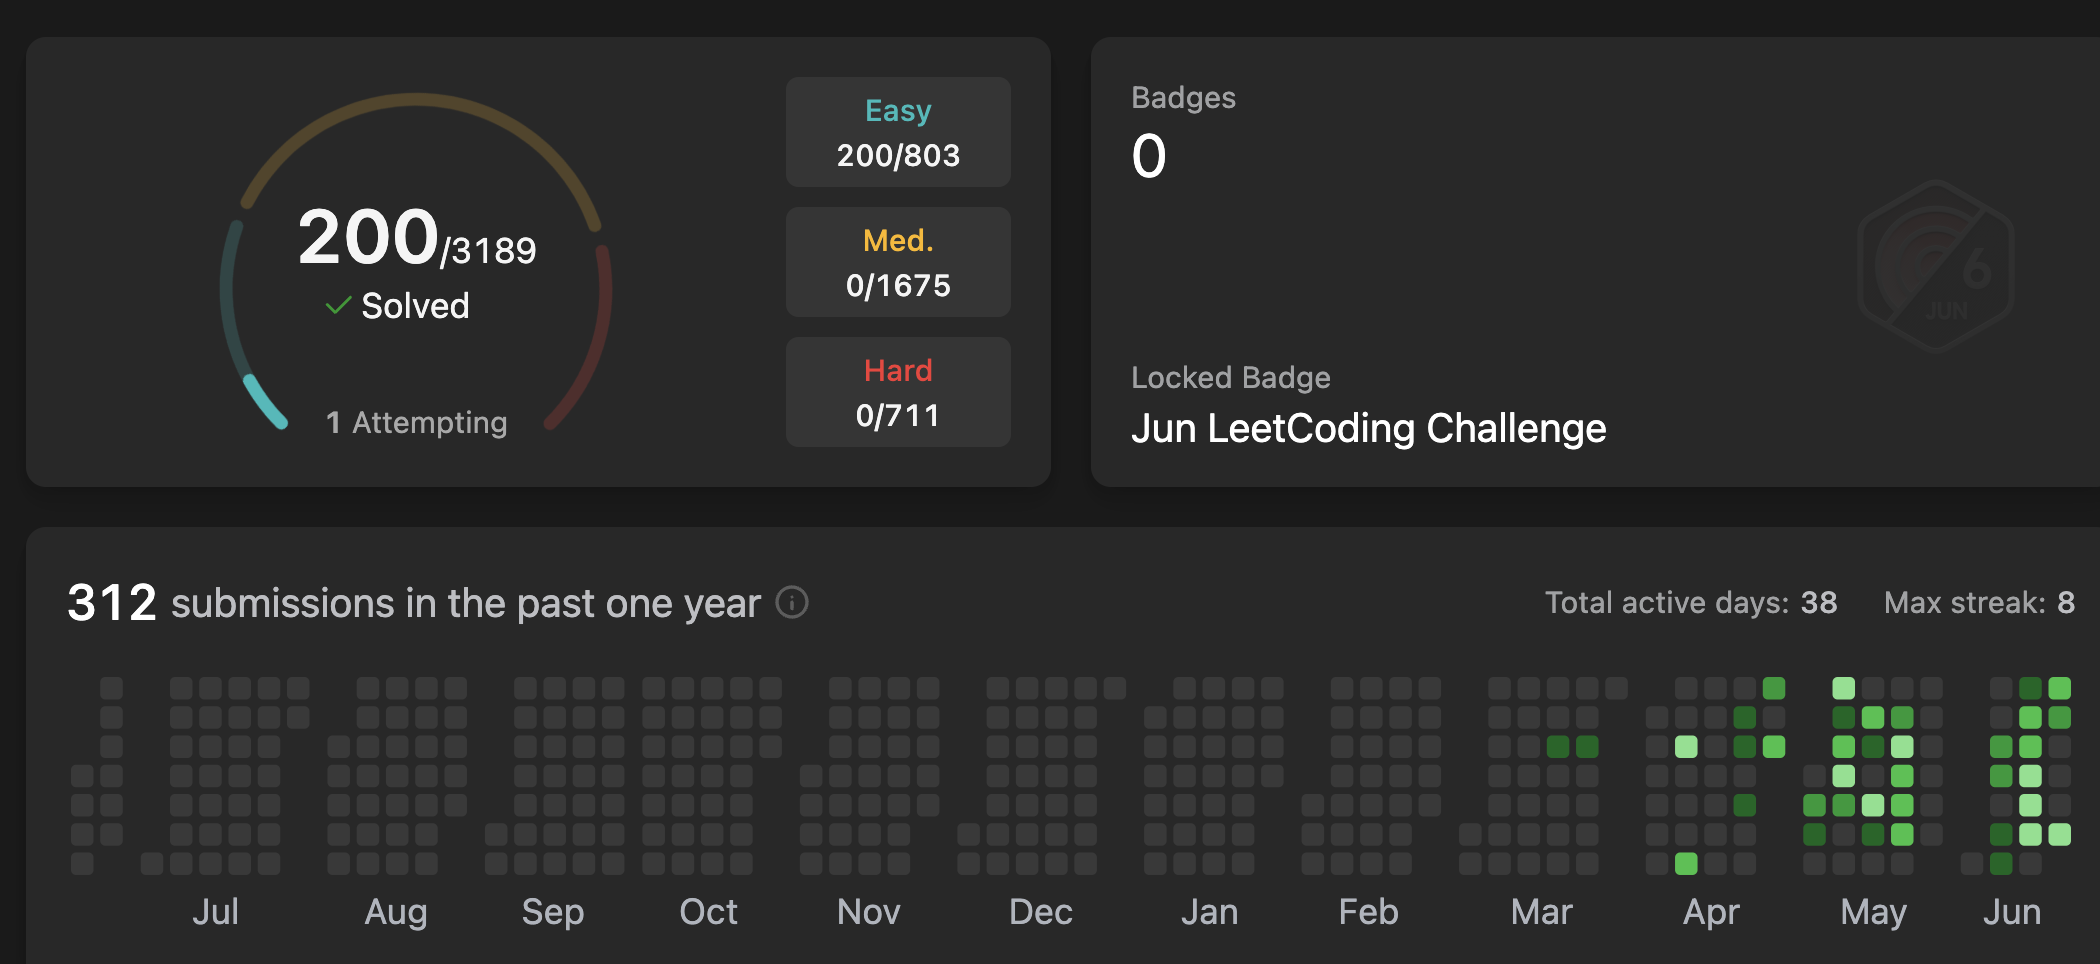 200/3189
Solved
1 Attempting
Easy
200/803
Med.
0/1675
Hard
0/711
Badges
0
6
JUN
Locked Badge
Jun LeetCoding Challenge
312 submissions in the past one year
Total active days: 38 Max streak: 8
Jul Aug Sep Oct Nov Dec Jan Feb Mar Apr May Jun